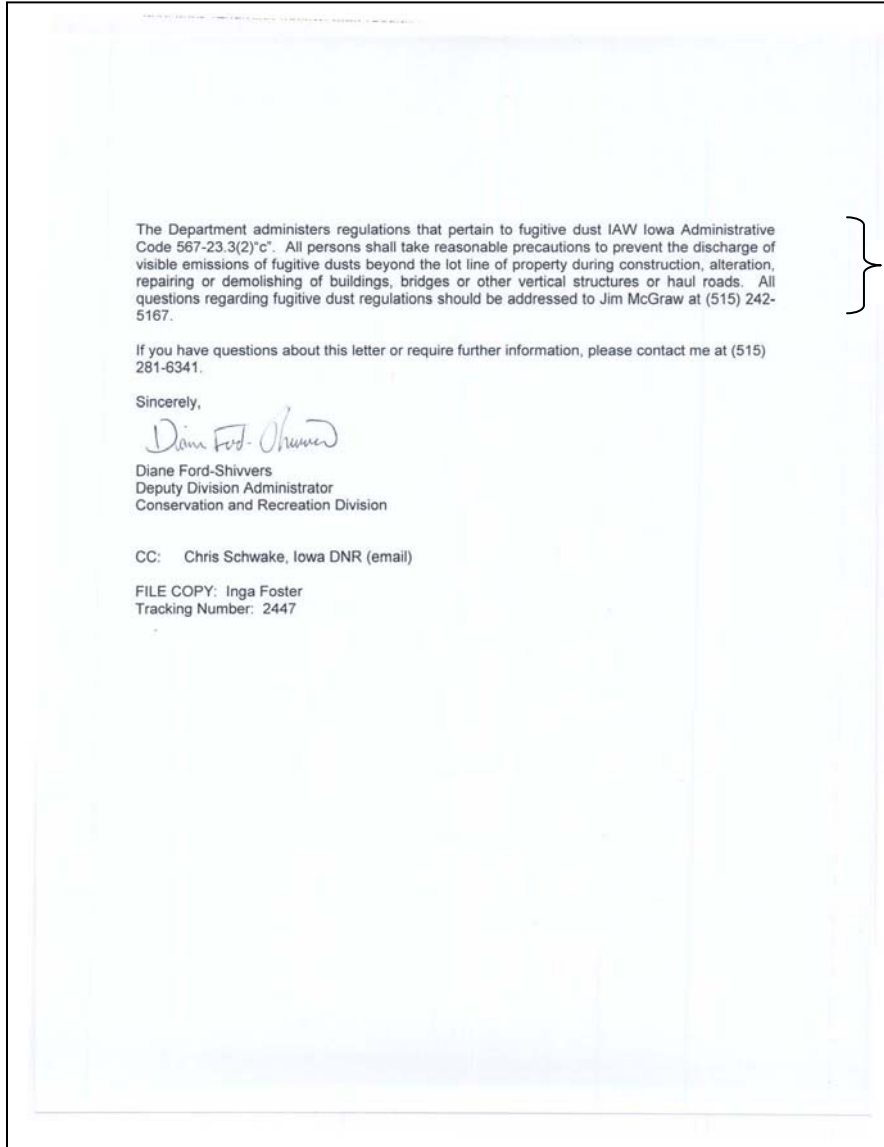 The Department administers regulations that pertain to fugitive dust IAW Iowa Administrative
Code 567-23.3(2)"c". All persons shall take reasonable precautions to prevent the discharge of
visible emissions of fugitive dusts beyond the lot line of property during construction, alteration,
repairing or demolishing of buildings, bridges or other vertical structures or haul roads. All
questions regarding fugitive dust regulations should be addressed to Jim McGraw at (515) 242-
5167.
If you have questions about this letter or require further information, please contact me at (515)
281-6341.
Sincerely,
Diane Ford-Shivvers
Diane Ford-Shivvers
Deputy Division Administrator
Conservation and Recreation Division
CC: Chris Schwake, Iowa DNR (email)
FILE COPY: Inga Foster
Tracking Number: 2447